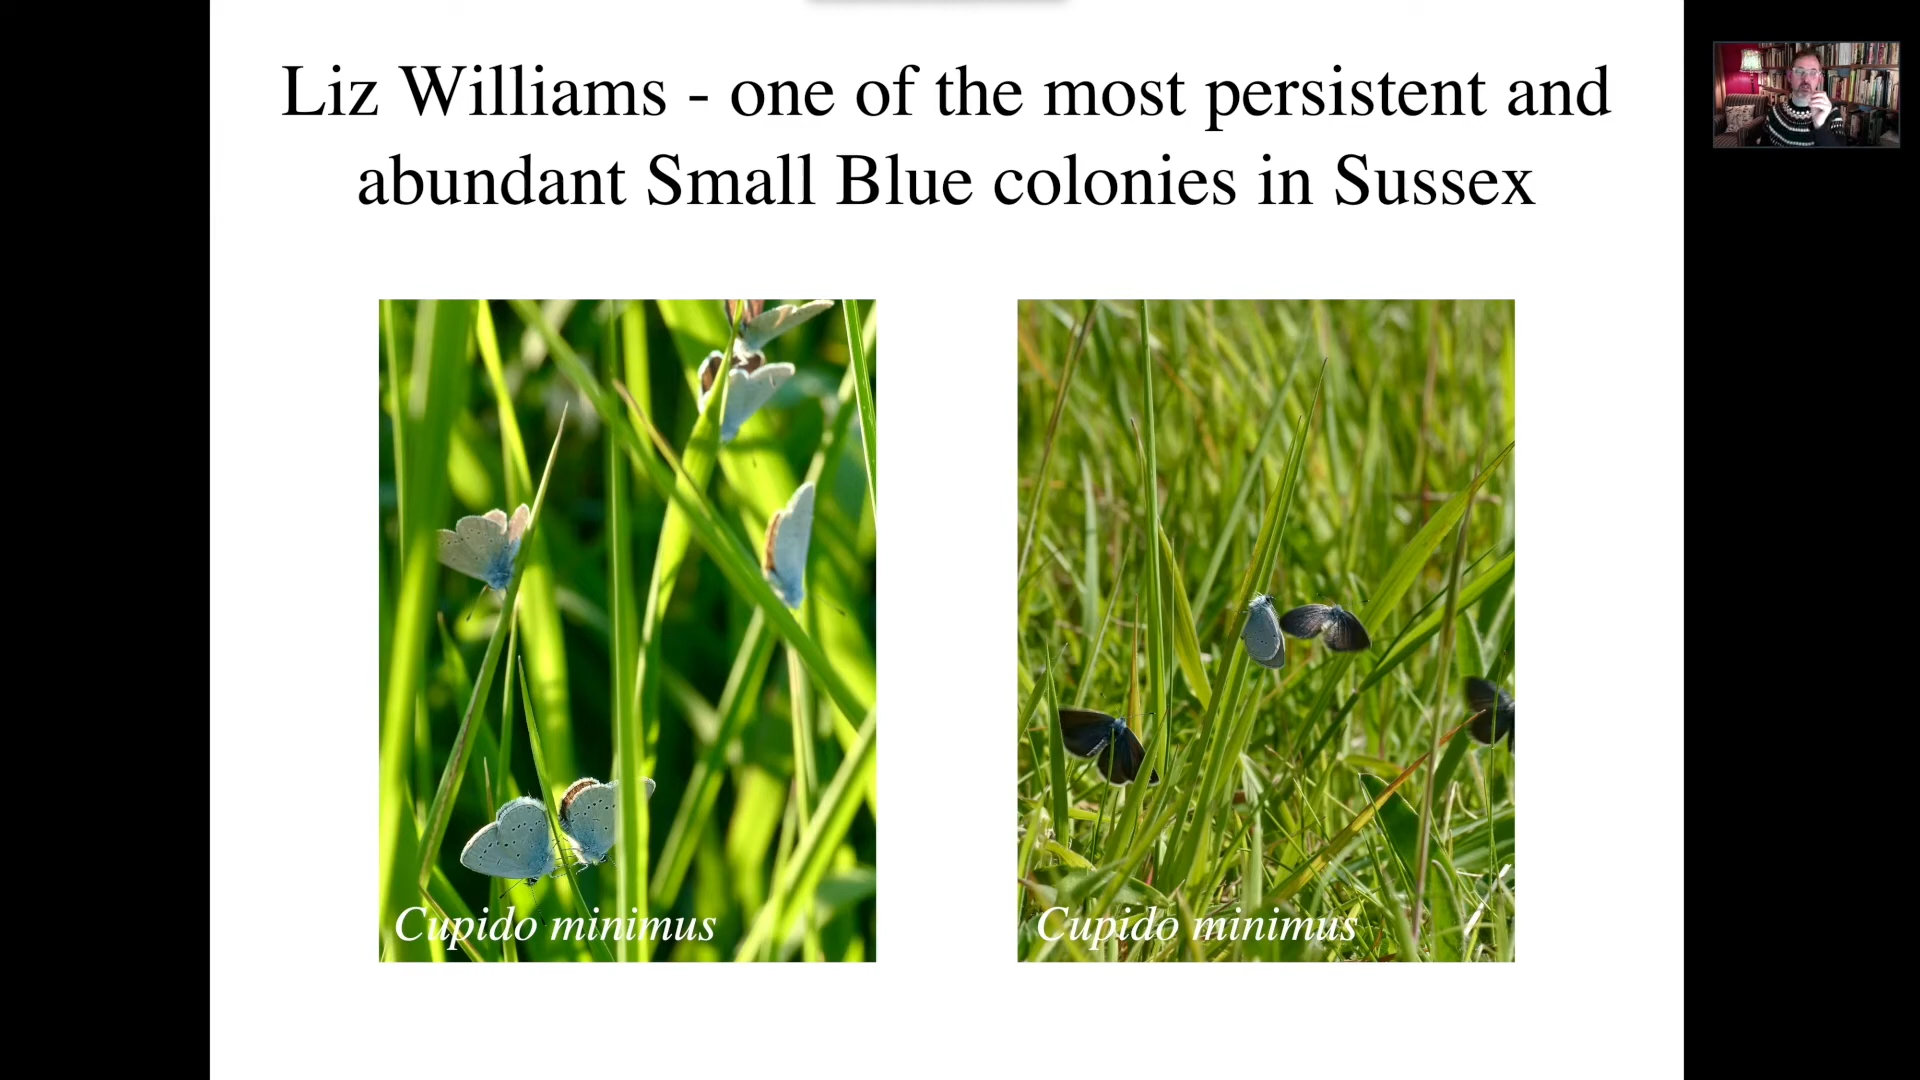 Liz Williams - one of the most persistent and
abundant Small Blue colonies in Sussex
Cupido minimus
Cupido minimus